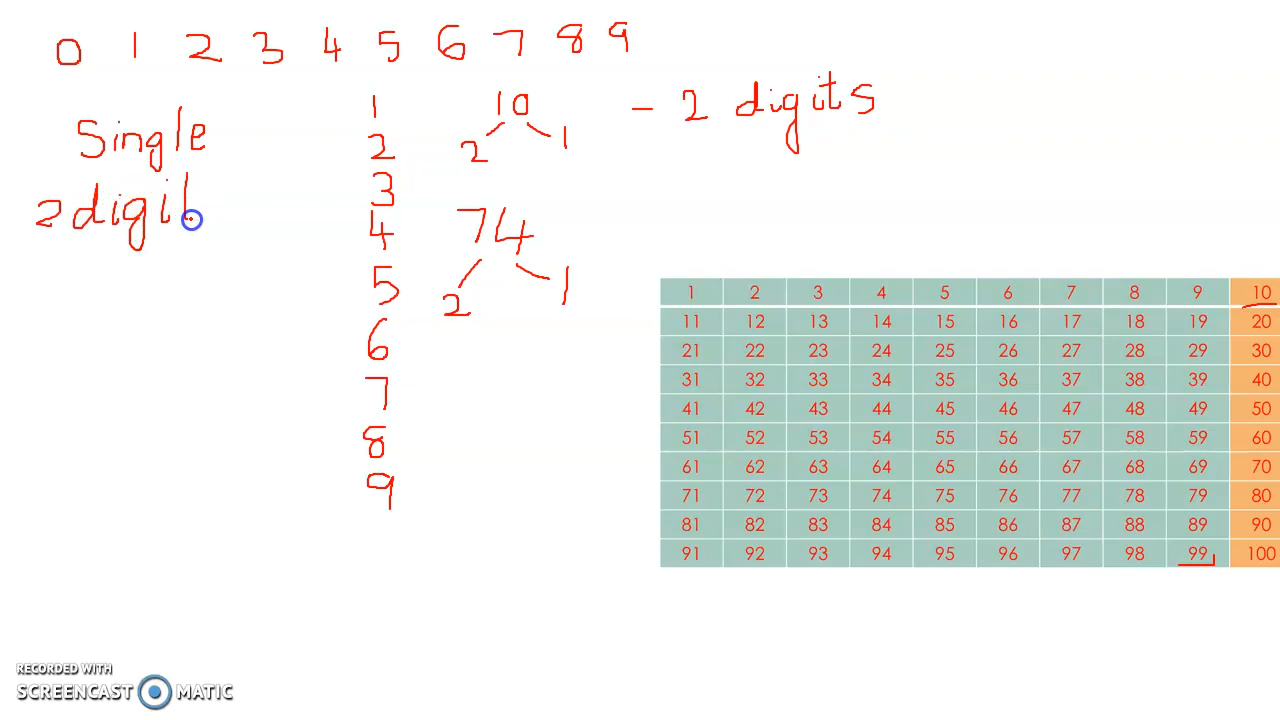 0 1 2 3 4 5 6 7 8 9
Single
2 digit
1
2
3
4
5
6
7
8
9
10 - 2 digits
2 1
74
2 1
1 2 3 4 5 6 7 8 9 10
11 12 13 14 15 16 17 18 19 20
21 22 23 24 25 26 27 28 29 30
31 32 33 34 35 36 37 38 39 40
41 42 43 44 45 46 47 48 49 50
51 52 53 54 55 56 57 58 59 60
61 62 63 64 65 66 67 68 69 70
71 72 73 74 75 76 77 78 79 80
81 82 83 84 85 86 87 88 89 90
91 92 93 94 95 96 97 98 99 100
RECORDED WITH
SCREENCAST MATIC